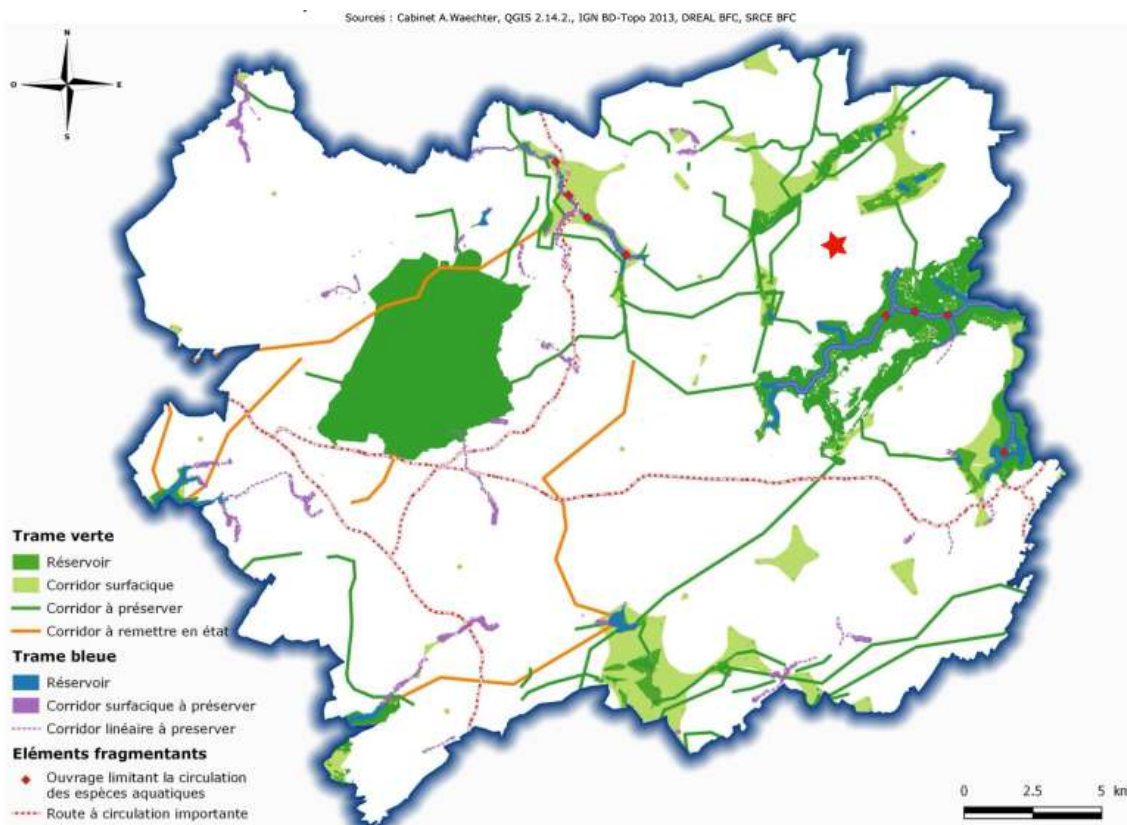 Sources : Cabinet A.Waechter, QGIS 2.14.2., IGN BD-Topo 2013, DREAL BFC, SRCE BFC
N
O
E
S
Trame verte
Réservoir
Corridor surfacique
Corridor à préserver
Corridor à remettre en état
Trame bleue
Réservoir
Corridor surfacique à préserver
Corridor linéaire à preserver
Eléments fragmentants
Ouvrage limitant la circulation
des espèces aquatiques
Route à circulation importante
0 2.5 5 km